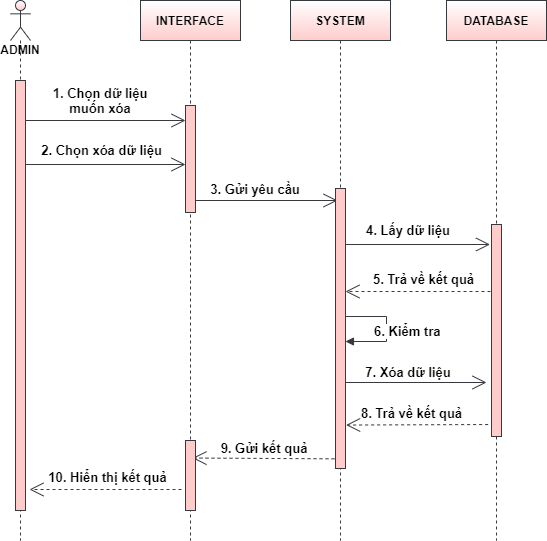 INTERFACE
SYSTEM
DATABASE
ADMIN
1. Chọn dữ liệu
muốn xóa
2. Chọn xóa dữ liệu
3. Gửi yêu cầu
4. Lấy dữ liệu
5. Trả về kết quả
6. Kiểm tra
7. Xóa dữ liệu
8. Trả về kết quả
9. Gửi kết quả
10. Hiển thị kết quả